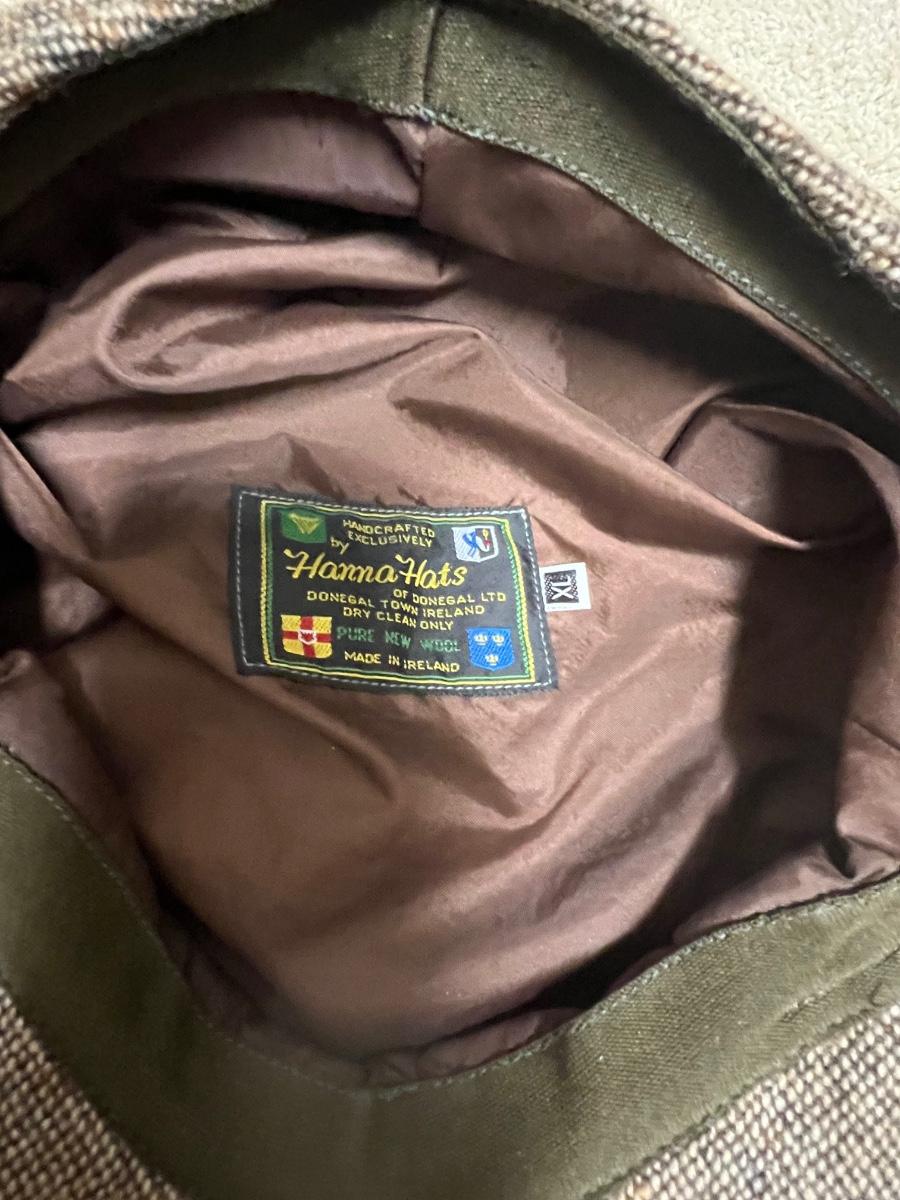 HANDCRAFTED
EXCLUSIVELY
by
Hanna Hats
OF DONEGAL LTD
DONEGAL TOWN IRELAND
DRY CLEAN ONLY
PURE NEW WOOL
MADE IN IRELAND
XL